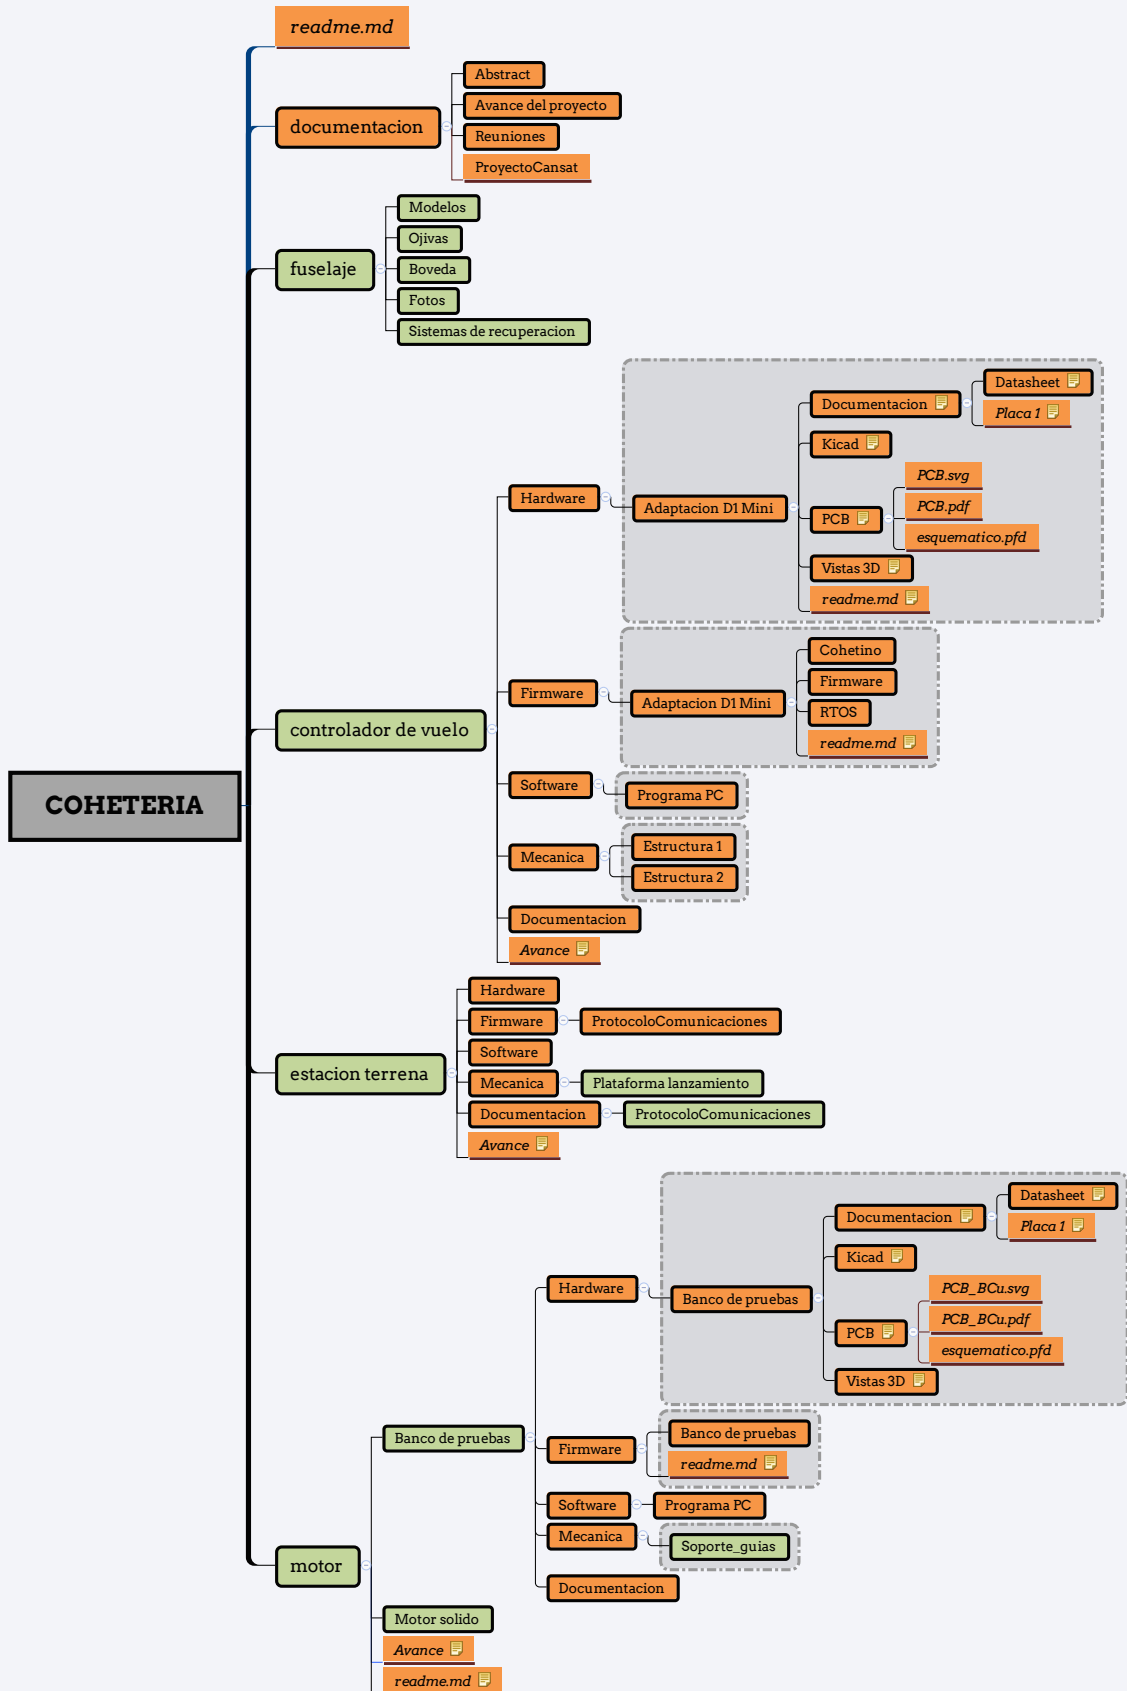 readme.md
documentacion
Abstract
Avance del proyecto
Reuniones
ProyectoCansat
fuselaje
Modelos
Ojivas
Boveda
Fotos
Sistemas de recuperacion
COHETERIA
controlador de vuelo
Hardware
Adaptacion D1 Mini
Documentacion
Datasheet
Placa 1
Kicad
PCB
PCB.svg
PCB.pdf
esquematico.pfd
Vistas 3D
readme.md
Firmware
Adaptacion D1 Mini
Cohetino
Firmware
RTOS
readme.md
Software
Programa PC
Mecanica
Estructura 1
Estructura 2
Documentacion
Avance
estacion terrena
Hardware
Firmware
ProtocoloComunicaciones
Software
Mecanica
Plataforma lanzamiento
Documentacion
ProtocoloComunicaciones
Avance
motor
Banco de pruebas
Hardware
Banco de pruebas
Documentacion
Datasheet
Placa 1
Kicad
PCB
PCB_BCu.svg
PCB_BCu.pdf
esquematico.pfd
Vistas 3D
Firmware
Banco de pruebas
readme.md
Software
Programa PC
Mecanica
Soporte_guias
Documentacion
Motor solido
Avance
readme.md